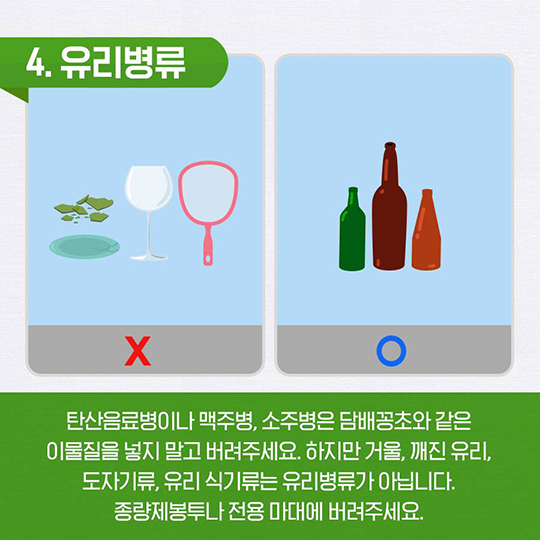 4. 유리병류
X
O
탄산음료병이나 맥주병, 소주병은 담배꽁초와 같은
이물질을 넣지 말고 버려주세요. 하지만 거울, 깨진 유리,
도자기류, 유리 식기류는 유리병류가 아닙니다.
종량제봉투나 전용 마대에 버려주세요.